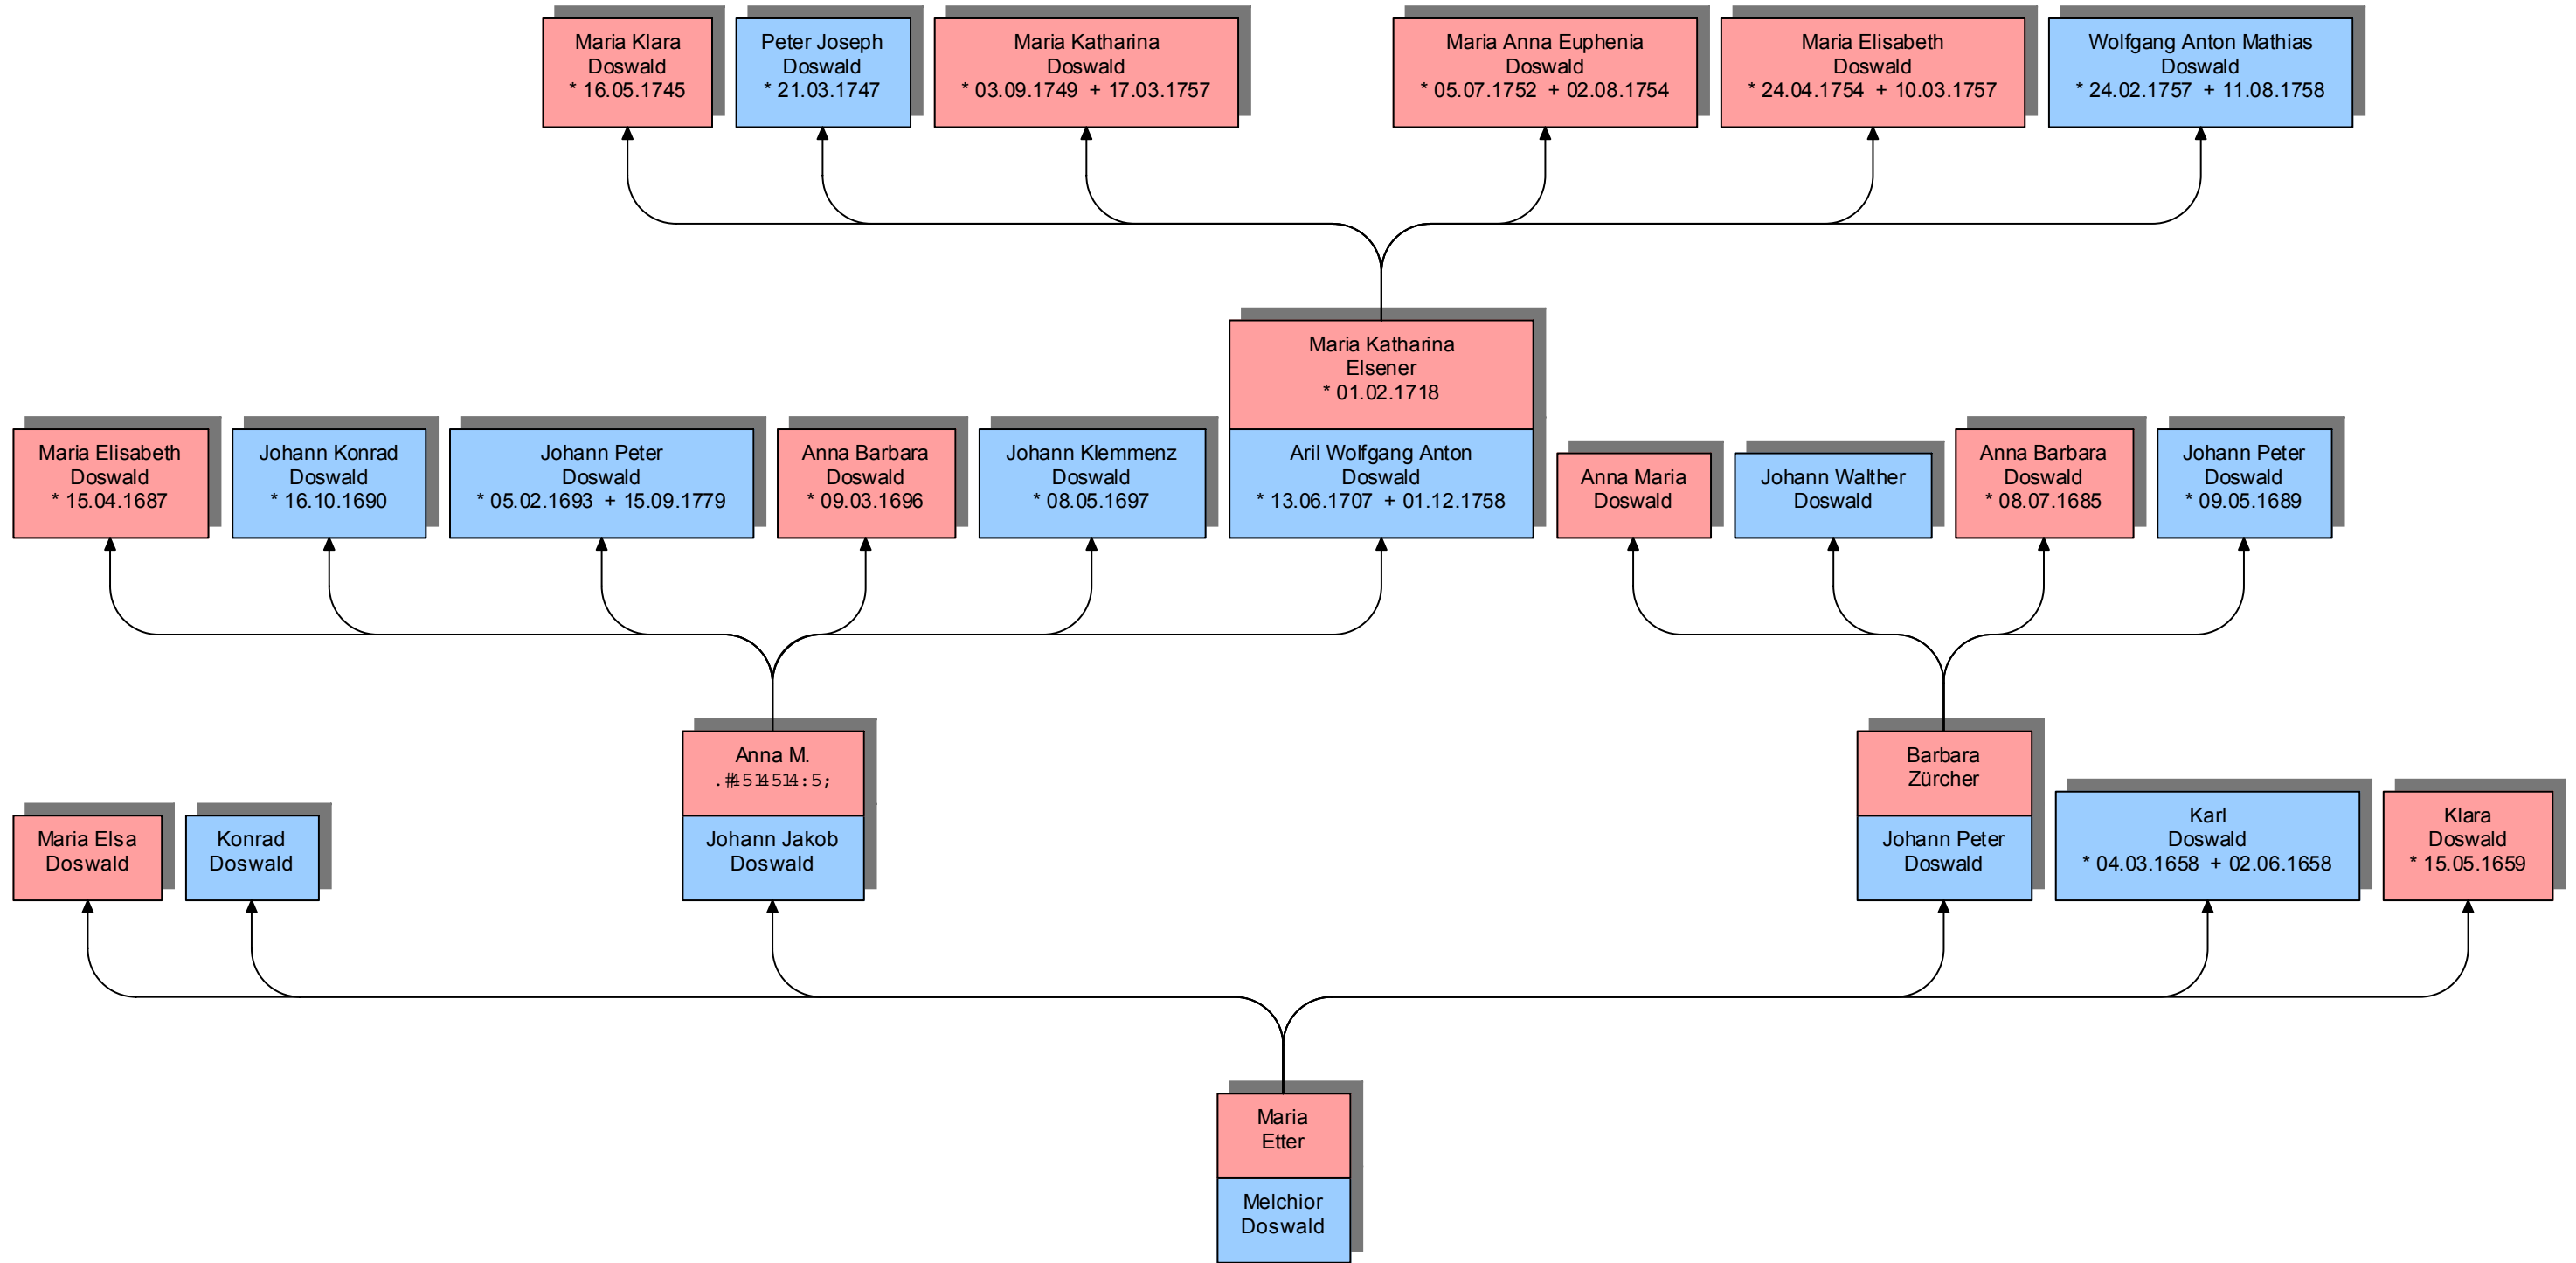 Maria Klara
Doswald
* 16.05.1745
Peter Joseph
Doswald
* 21.03.1747
Maria Katharina
Doswald
* 03.09.1749 + 17.03.1757
Maria Anna Euphenia
Doswald
* 05.07.1752 + 02.08.1754
Maria Elisabeth
Doswald
* 24.04.1754 + 10.03.1757
Wolfgang Anton Mathias
Doswald
* 24.02.1757 + 11.08.1758
Maria Katharina
Elsener
* 01.02.1718
Maria Elisabeth
Doswald
* 15.04.1687
Johann Konrad
Doswald
* 16.10.1690
Johann Peter
Doswald
* 05.02.1693 + 15.09.1779
Anna Barbara
Doswald
* 09.03.1696
Johann Klemmenz
Doswald
* 08.05.1697
Aril Wolfgang Anton
Doswald
* 13.06.1707 + 01.12.1758
Anna Maria
Doswald
Johann Walther
Doswald
Anna Barbara
Doswald
* 08.07.1685
Johann Peter
Doswald
* 09.05.1689
Anna M.
Barbara
Zürcher
Maria Elsa
Doswald
Konrad
Doswald
Johann Jakob
Doswald
Johann Peter
Doswald
Karl
Doswald
* 04.03.1658 + 02.06.1658
Klara
Doswald
* 15.05.1659
Maria
Etter
Melchior
Doswald